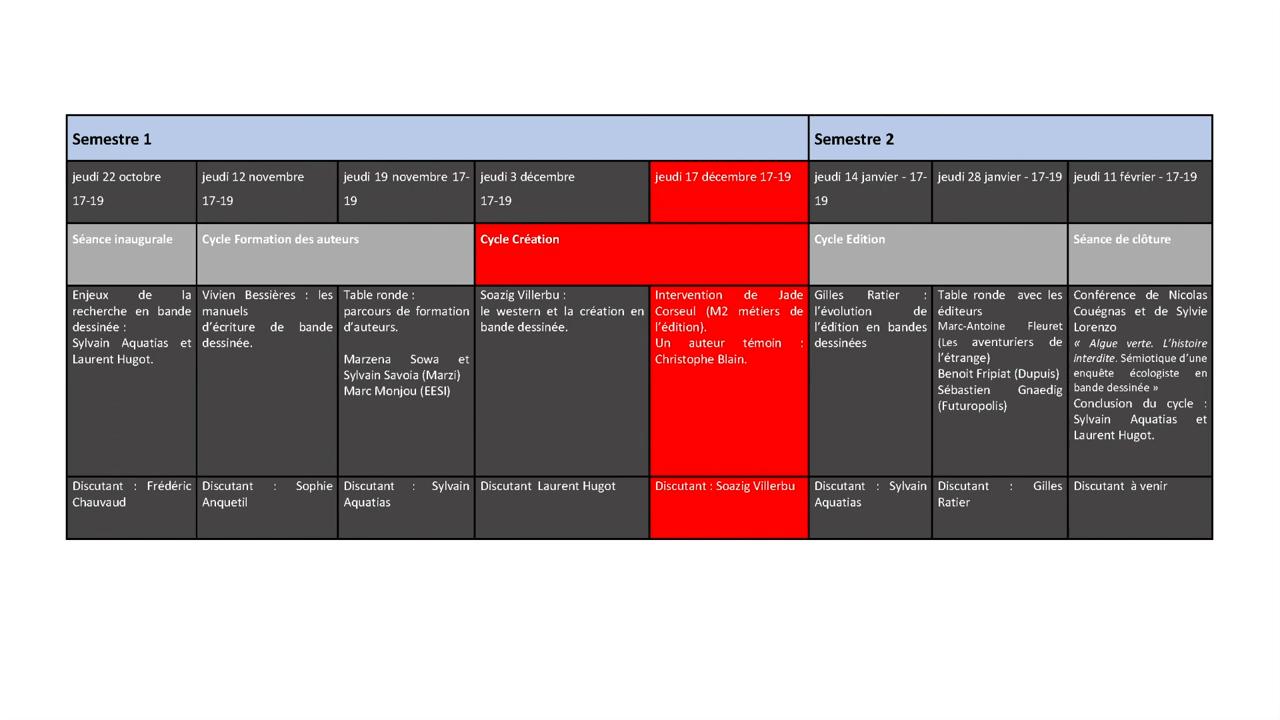 Semestre 1
Semestre 2
jeudi 22 octobre
17-19
jeudi 12 novembre
17-19
jeudi 19 novembre 17-
19
jeudi 3 décembre
17-19
jeudi 17 décembre 17-19
jeudi 14 janvier - 17-
19
jeudi 28 janvier - 17-19
jeudi 11 février - 17-19
Séance inaugurale
Cycle Formation des auteurs
Cycle Création
Cycle Edition
Séance de clôture
Enjeux de la
recherche en bande
dessinée :
Sylvain Aquatias et
Laurent Hugot.
Vivien Bessières : les
manuels
d'écriture de bande
dessinée.
Table ronde :
parcours de formation
d'auteurs.
Marzena Sowa et
Sylvain Savoia (Marzi)
Marc Monjou (EESI)
Soazig Villerbu :
le western et la création en
bande dessinée.
Intervention de Jade
Corseul (M2 métiers de
l'édition).
Un auteur témoin :
Christophe Blain.
Gilles Ratier :
l'évolution de
l'édition en bandes
dessinées
Table ronde avec les
éditeurs
Marc-Antoine Fleuret
(Les aventuriers de
l'étrange)
Benoit Fripiat (Dupuis)
Sébastien Gnaedig
(Futuropolis)
Conférence de Nicolas
Couégnas et de Sylvie
Lorenzo
« Algue verte. L'histoire
interdite. Sémiotique d'une
enquête écologiste en
bande dessinée »
Conclusion du cycle :
Sylvain Aquatias et
Laurent Hugot.
Discutant : Frédéric
Chauvaud
Discutant : Sophie
Anquetil
Discutant : Sylvain
Aquatias
Discutant Laurent Hugot
Discutant : Soazig Villerbu
Discutant : Sylvain
Aquatias
Discutant : Gilles
Ratier
Discutant à venir